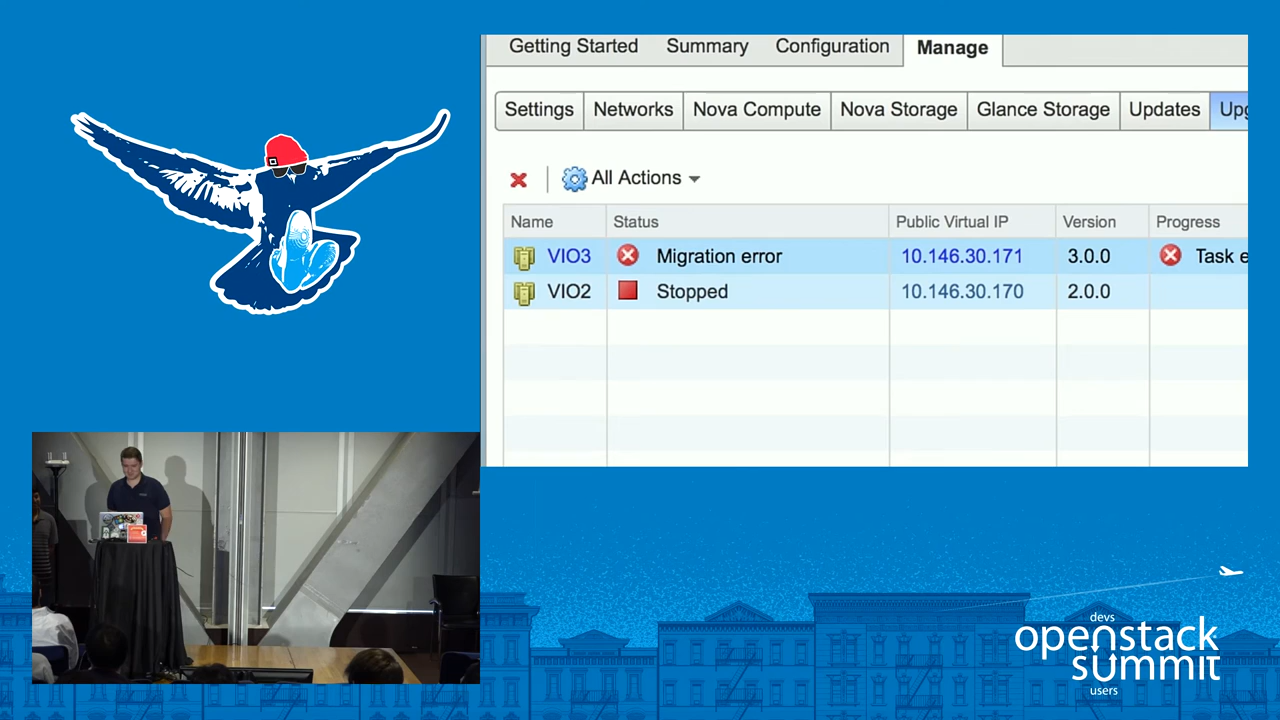 Getting Started Summary Configuration Manage
Settings Networks Nova Compute Nova Storage Glance Storage Updates Upg
All Actions
Name Status Public Virtual IP Version Progress
VIO3 Migration error 10.146.30.171 3.0.0 Task e
VIO2 Stopped 10.146.30.170 2.0.0
devs
openstack
summit
users